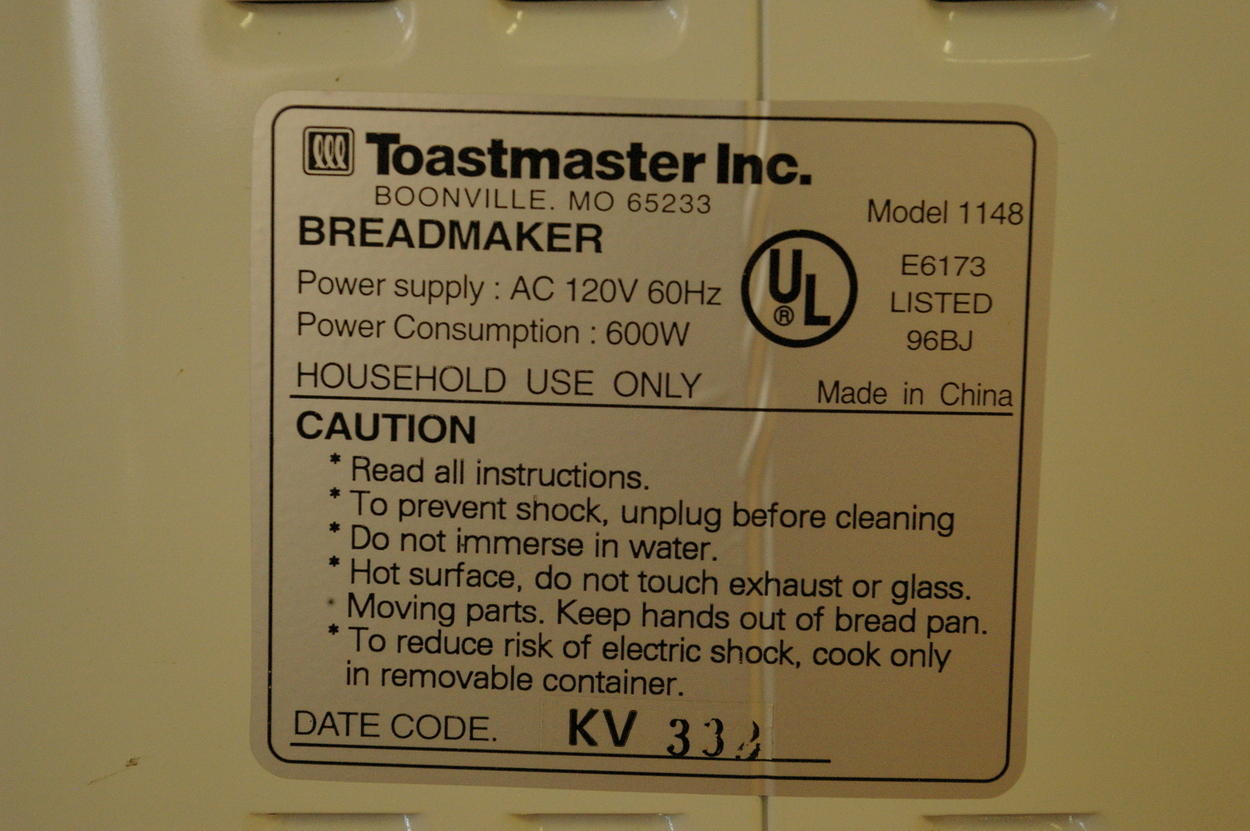 Toastmaster Inc.
BOONVILLE. MO 65233
Model 1148
BREADMAKER
Power supply : AC 120V 60Hz
Power Consumption : 600W
HOUSEHOLD USE ONLY
UL
®
E6173
LISTED
96BJ
Made in China
CAUTION
* Read all instructions.
* To prevent shock, unplug before cleaning
* Do not immerse in water.
* Hot surface, do not touch exhaust or glass.
· Moving parts. Keep hands out of bread pan.
* To reduce risk of electric shock, cook only
in removable container.
DATE CODE. KV